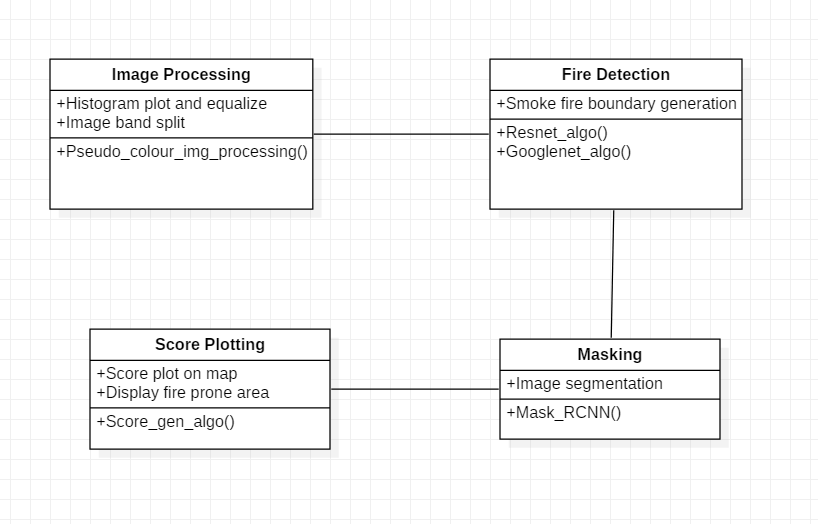 Image Processing
+Histogram plot and equalize
+Image band split
+Pseudo_colour_img_processing()
Fire Detection
+Smoke fire boundary generation
+Resnet_algo()
+Googlenet_algo()
Score Plotting
+Score plot on map
+Display fire prone area
+Score_gen_algo()
Masking
+Image segmentation
+Mask_RCNN()